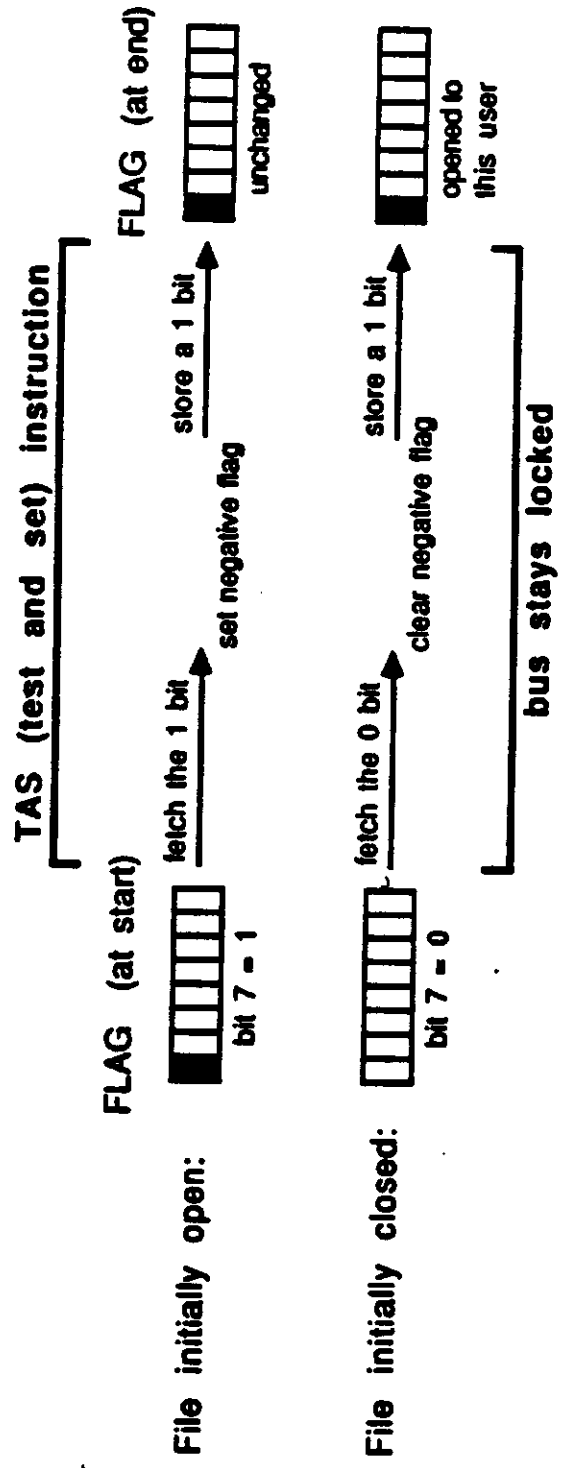 TAS (test and set) instruction
FLAG (at start)
FLAG (at end)
File initially open:
fetch the 1 bit
store a 1 bit
set negative flag
bit 7 = 1
unchanged
File initially closed:
fetch the 0 bit
store a 1 bit
clear negative flag
bit 7 = 0
opened to
this user
bus stays locked